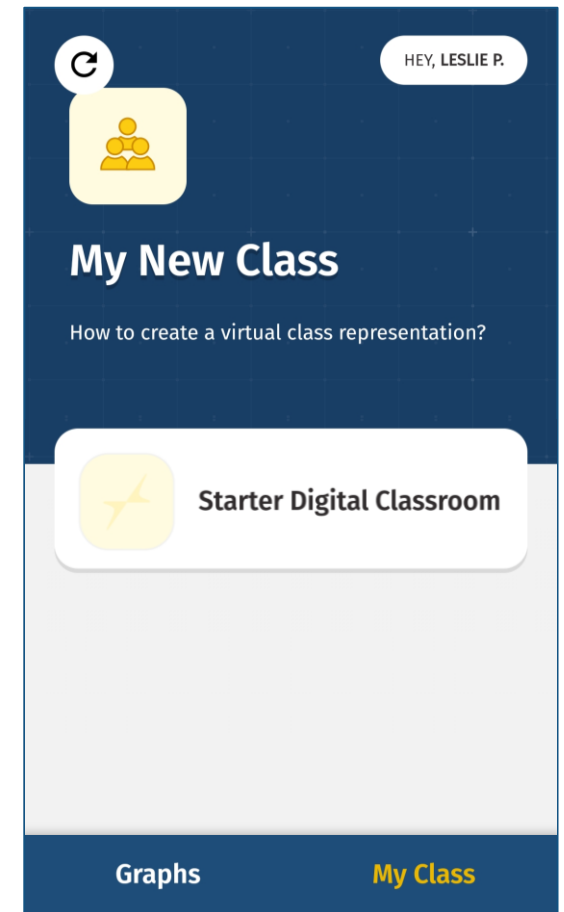 HEY, LESLIE P.
My New Class
How to create a virtual class representation?
Starter Digital Classroom
Graphs
My Class